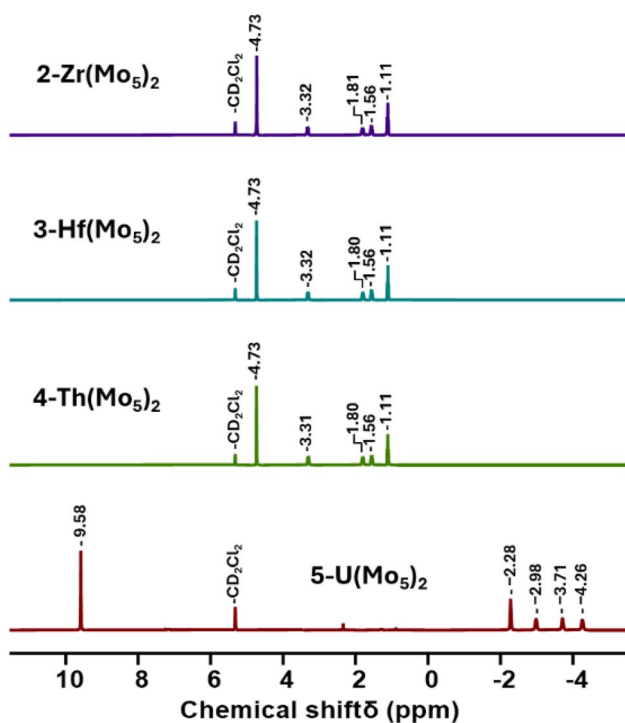 2-Zr(Mo₅)₂
-CD₂Cl₂
-4.73
-3.32
-1.81
-1.56
-1.11
3-Hf(Mo₅)₂
-CD₂Cl₂
-4.73
-3.32
-1.80
-1.56
-1.11
4-Th(Mo₅)₂
-CD₂Cl₂
-4.73
-3.31
-1.80
-1.56
-1.11
5-U(Mo₅)₂
- 9.58
-CD₂Cl₂
-2.28
-2.98
-3.71
-4.26
10 8 6 4 2 0 -2 -4
Chemical shiftδ (ppm)